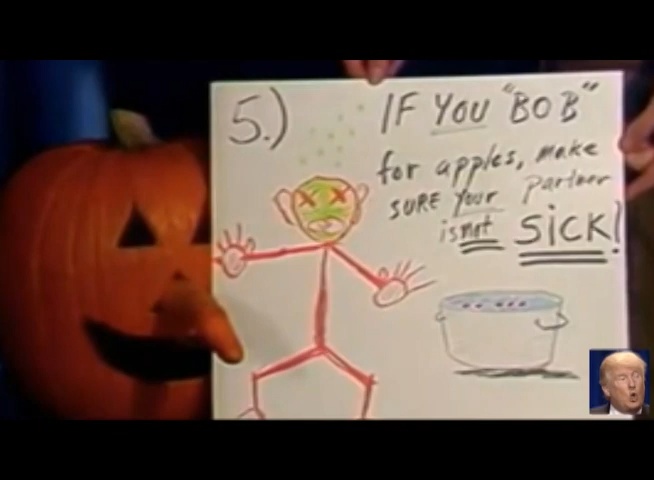 5.)
IF YOU "BOB"
for apples, make
SURE your partner
is not SICK!